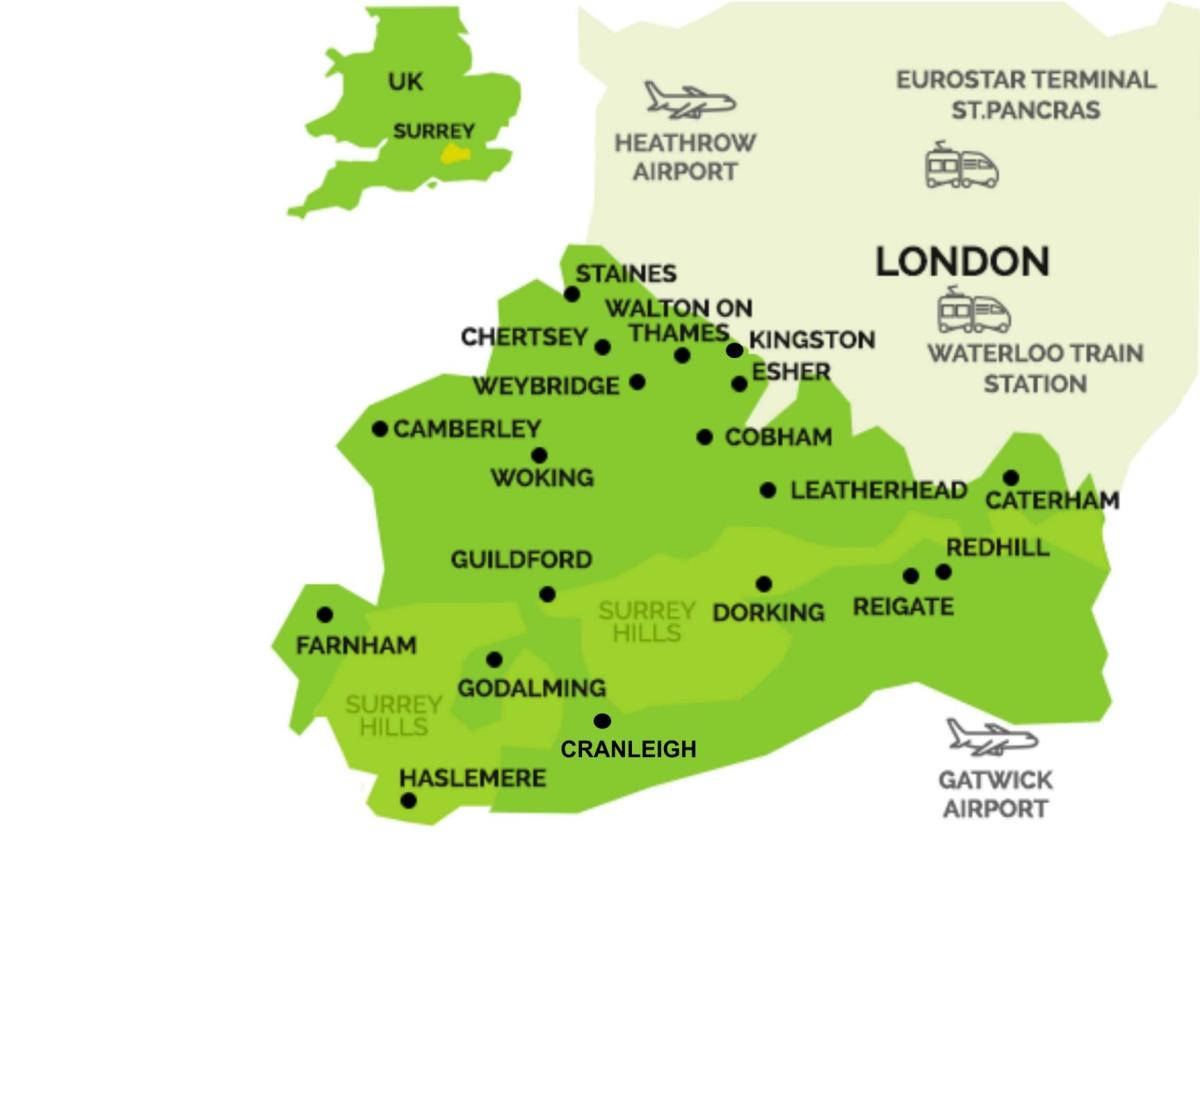 UK
SURREY
HEATHROW
AIRPORT
EUROSTAR TERMINAL
ST.PANCRAS
LONDON
WATERLOO TRAIN
STATION
STAINES
WALTON ON
THAMES
CHERTSEY
KINGSTON
ESHER
WEYBRIDGE
CAMBERLEY
COBHAM
WOKING
LEATHERHEAD
CATERHAM
REDHILL
GUILDFORD
SURREY
HILLS
DORKING
REIGATE
FARNHAM
GODALMING
SURREY
HILLS
CRANLEIGH
HASLEMERE
GATWICK
AIRPORT